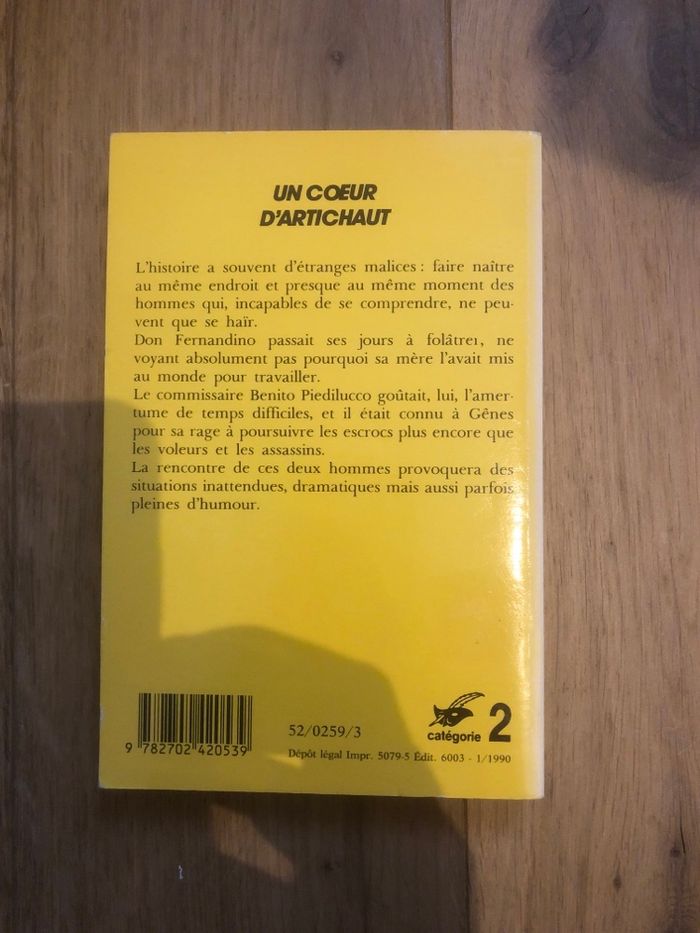 UN CŒUR
D'ARTICHAUT
L'histoire a souvent d'étranges malices : faire naître
au même endroit et presque au même moment des
hommes qui, incapables de se comprendre, ne peu-
vent que se haïr.
Don Fernandino passait ses jours à folâtrer, ne
voyant absolument pas pourquoi sa mère l'avait mis
au monde pour travailler.
Le commissaire Benito Piedilucco goûtait, lui, l'amer-
tume de temps difficiles, et il était connu à Gênes
pour sa rage à poursuivre les escrocs plus encore que
les voleurs et les assassins.
La rencontre de ces deux hommes provoquera des
situations inattendues, dramatiques mais aussi parfois
pleines d'humour.
9 782702 420539
52/0259/3
catégorie 2
Dépôt légal Impr. 5079-5 Édit. 6003 - 1/1990